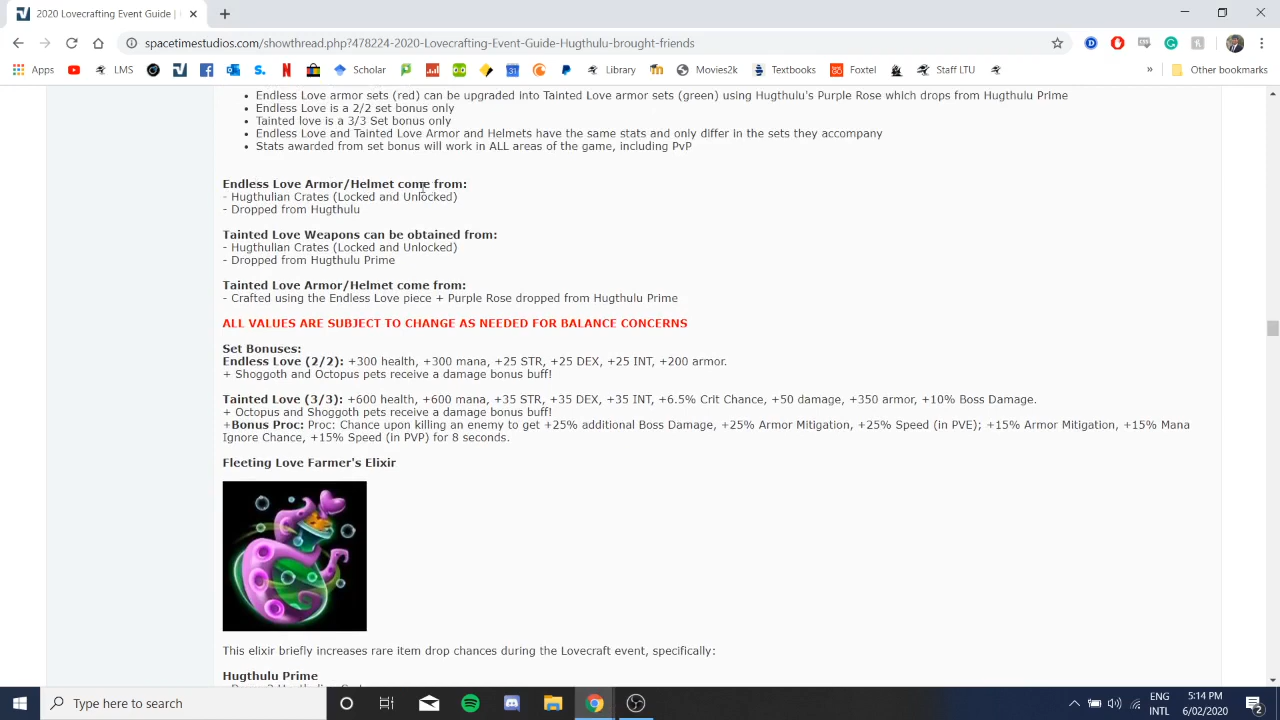 2020 Lovecrafting Event Guide |
spacetimestudios.com/showthread.php?478224-2020-Lovecrafting-Event-Guide-Hugthulu-brought-friends
Apps LMS Scholar Library Movies2k Textbooks Foxtel Staff LTU » Other bookmarks
• Endless Love armor sets (red) can be upgraded into Tainted Love armor sets (green) using Hugthulu's Purple Rose which drops from Hugthulu Prime
• Endless Love is a 2/2 set bonus only
• Tainted love is a 3/3 Set bonus only
• Endless Love and Tainted Love Armor and Helmets have the same stats and only differ in the sets they accompany
• Stats awarded from set bonus will work in ALL areas of the game, including PvP
Endless Love Armor/Helmet come from:
- Hugthulian Crates (Locked and Unlocked)
- Dropped from Hugthulu
Tainted Love Weapons can be obtained from:
- Hugthulian Crates (Locked and Unlocked)
- Dropped from Hugthulu Prime
Tainted Love Armor/Helmet come from:
- Crafted using the Endless Love piece + Purple Rose dropped from Hugthulu Prime
ALL VALUES ARE SUBJECT TO CHANGE AS NEEDED FOR BALANCE CONCERNS
Set Bonuses:
Endless Love (2/2): +300 health, +300 mana, +25 STR, +25 DEX, +25 INT, +200 armor.
+ Shoggoth and Octopus pets receive a damage bonus buff!
Tainted Love (3/3): +600 health, +600 mana, +35 STR, +35 DEX, +35 INT, +6.5% Crit Chance, +50 damage, +350 armor, +10% Boss Damage.
+ Octopus and Shoggoth pets receive a damage bonus buff!
+Bonus Proc: Proc: Chance upon killing an enemy to get +25% additional Boss Damage, +25% Armor Mitigation, +25% Speed (in PVE); +15% Armor Mitigation, +15% Mana
Ignore Chance, +15% Speed (in PVP) for 8 seconds.
Fleeting Love Farmer's Elixir
This elixir briefly increases rare item drop chances during the Lovecraft event, specifically:
Hugthulu Prime
Type here to search
ENG
INTL
5:14 PM
6/02/2020
2